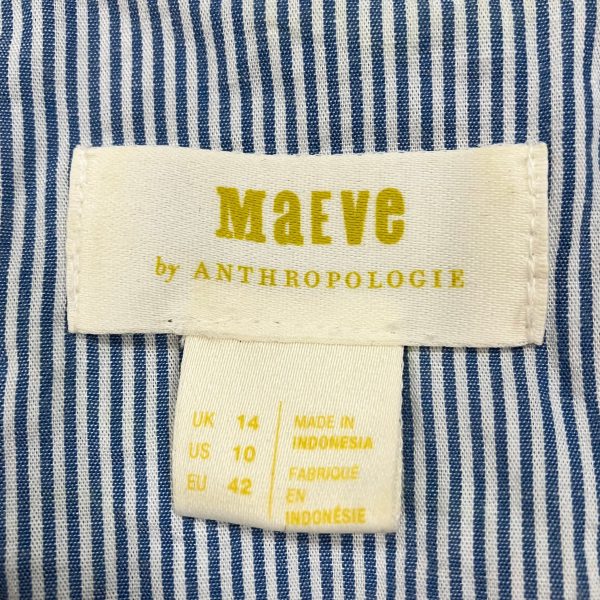 MaEve
by ANTHROPOLOGIE
UK 14
US 10
EU 42
MADE IN
INDONESIA
FABRIQUÉ
EN
INDONÉSIE